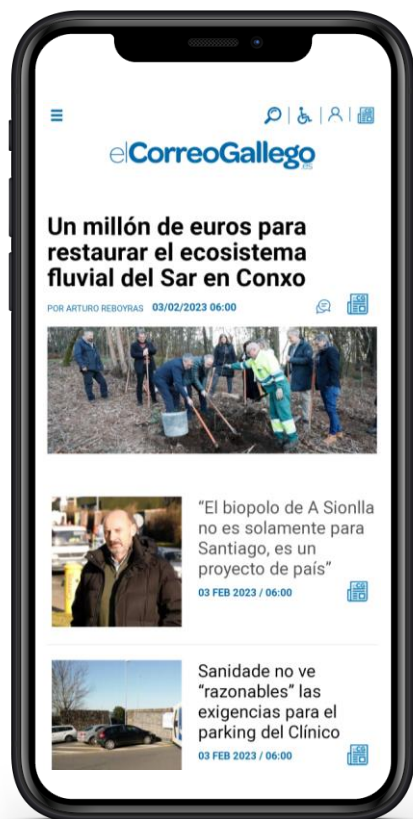 elCorreoGallego
Un millón de euros para
restaurar el ecosistema
fluvial del Sar en Conxo
POR ARTURO REBOYRAS 03/02/2023 06:00
“El biopolo de A Sionlla
no es solamente para
Santiago, es un
proyecto de país”
03 FEB 2023 / 06:00
Sanidade no ve
“razonables” las
exigencias para el
parking del Clínico
03 FEB 2023 / 06:00